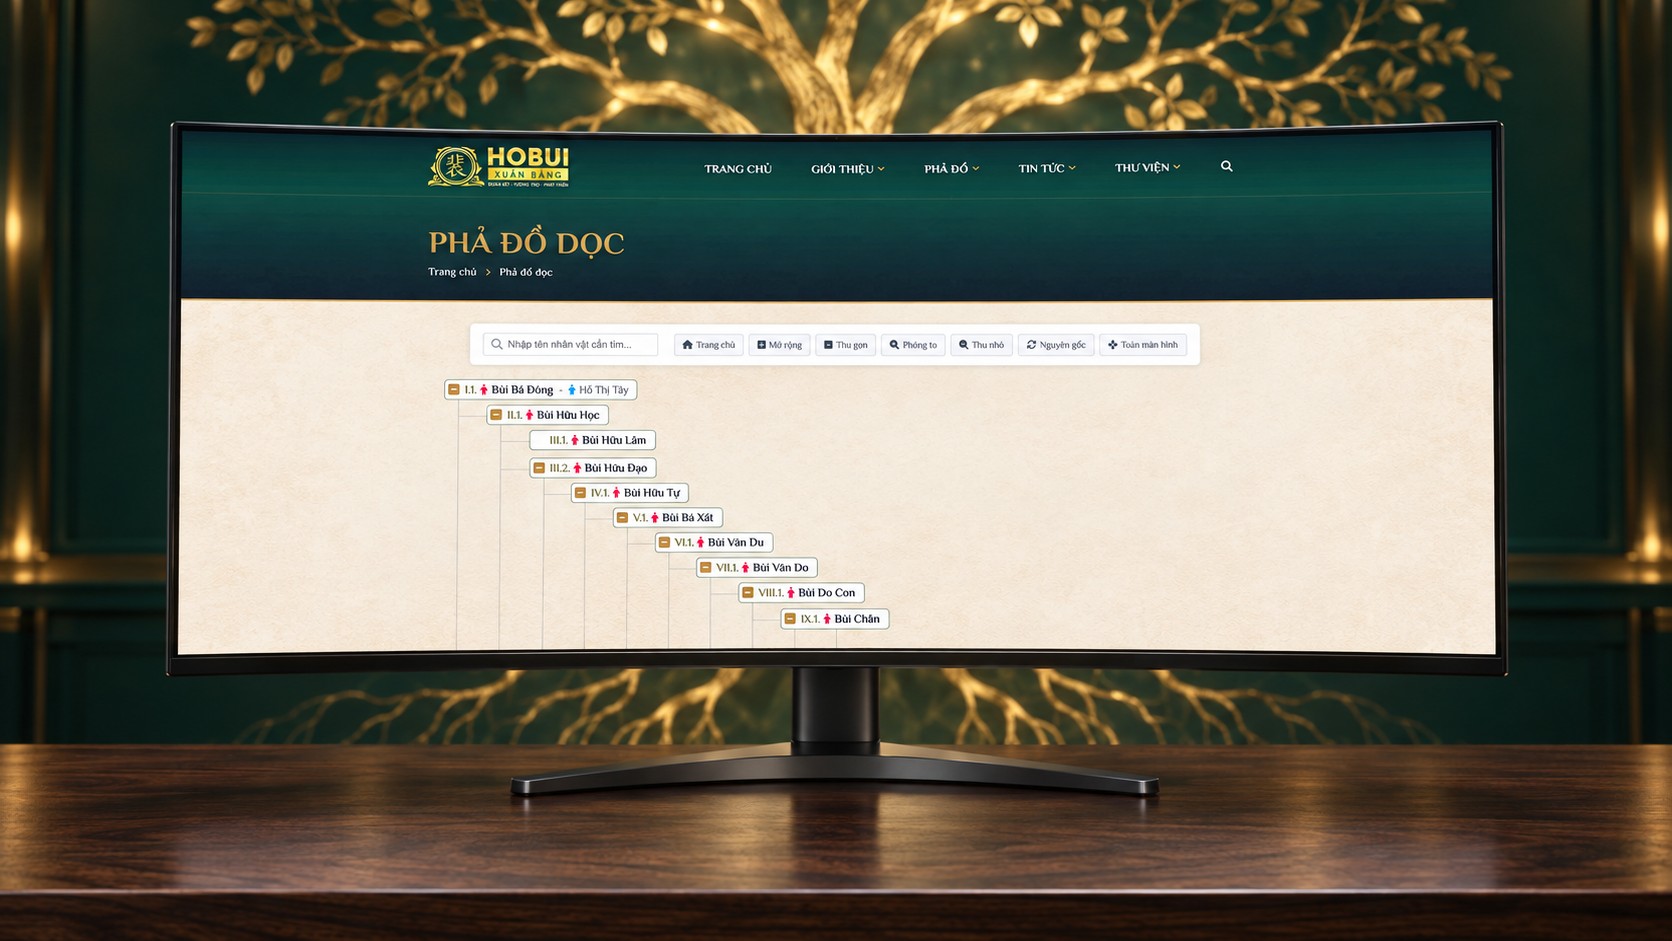 HOBUI
XUÂN BẢNG
TRANG CHỦ
GIỚI THIỆU
PHẢ ĐỒ
TIN TỨC
THƯ VIỆN
PHẢ ĐỒ DỌC
Trang chủ > Phả đồ dọc
Nhập tên nhân vật cần tìm...
Trang chủ
Mở rộng
Thu gọn
Phóng to
Thu nhỏ
Nguyên gốc
Toàn màn hình
I.1. Bùi Bá Đông - Hồ Thị Tây
II.1. Bùi Hữu Học
III.1. Bùi Hữu Lâm
III.2. Bùi Hữu Đạo
IV.1. Bùi Hữu Tự
V.1. Bùi Bá Xắt
VI.1. Bùi Văn Du
VII.1. Bùi Văn Do
VIII.1. Bùi Do Con
IX.1. Bùi Chân